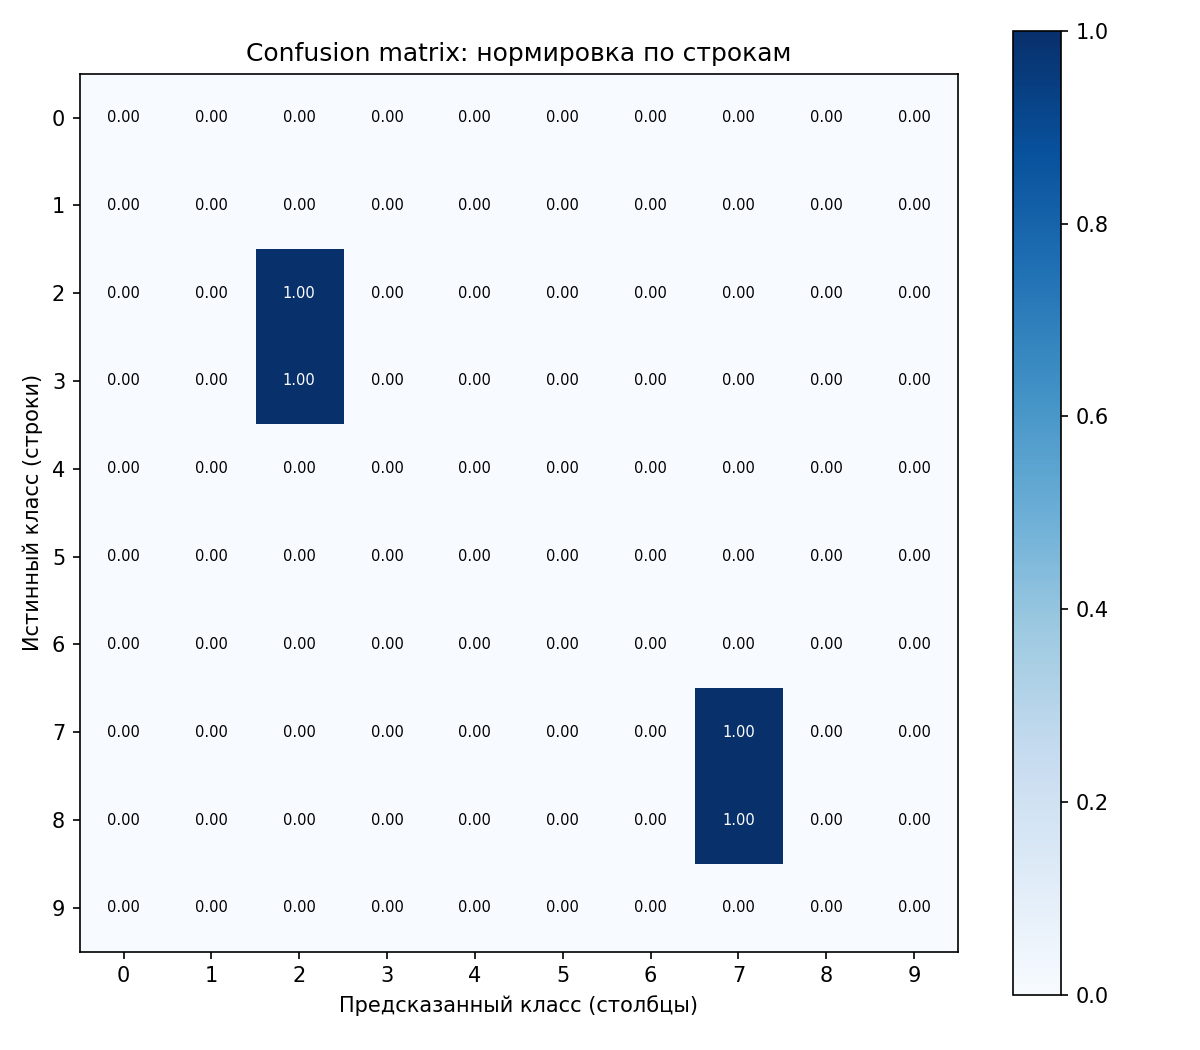 Confusion matrix: нормировка по строкам
0 0.00 0.00 0.00 0.00 0.00 0.00 0.00 0.00 0.00 0.00
1 0.00 0.00 0.00 0.00 0.00 0.00 0.00 0.00 0.00 0.00
2 0.00 0.00 1.00 0.00 0.00 0.00 0.00 0.00 0.00 0.00
3 0.00 0.00 1.00 0.00 0.00 0.00 0.00 0.00 0.00 0.00
4 0.00 0.00 0.00 0.00 0.00 0.00 0.00 0.00 0.00 0.00
5 0.00 0.00 0.00 0.00 0.00 0.00 0.00 0.00 0.00 0.00
6 0.00 0.00 0.00 0.00 0.00 0.00 0.00 0.00 0.00 0.00
7 0.00 0.00 0.00 0.00 0.00 0.00 0.00 1.00 0.00 0.00
8 0.00 0.00 0.00 0.00 0.00 0.00 0.00 1.00 0.00 0.00
9 0.00 0.00 0.00 0.00 0.00 0.00 0.00 0.00 0.00 0.00
0 1 2 3 4 5 6 7 8 9
Предсказанный класс (столбцы)
Истинный класс (строки)
1.0
0.8
0.6
0.4
0.2
0.0